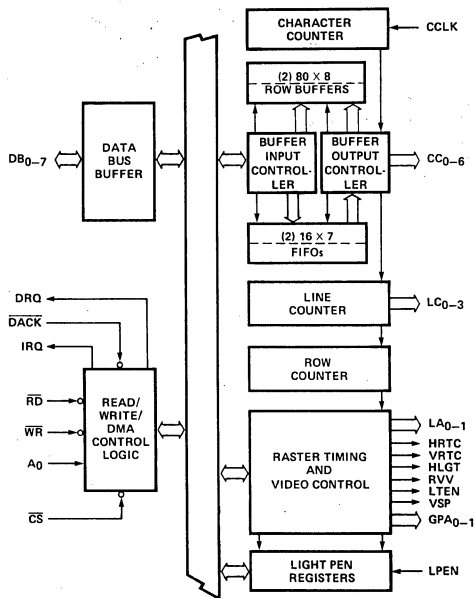 CHARACTER
COUNTER
CCLK
(2) 80 X 8
ROW BUFFERS
DB0–7
DATA
BUS
BUFFER
BUFFER
INPUT
CONTROL-
LER
BUFFER
OUTPUT
CONTROL-
LER
CC0–6
(2) 16 X 7
FIFOs
DRQ
DACK
IRQ
RD
WR
A0
CS
READ/
WRITE/
DMA
CONTROL
LOGIC
LINE
COUNTER
LC0–3
ROW
COUNTER
RASTER TIMING
AND
VIDEO CONTROL
LA0–1
HRTC
VRTC
HLGT
RVV
LTEN
VSP
GPA0–1
LIGHT PEN
REGISTERS
LPEN